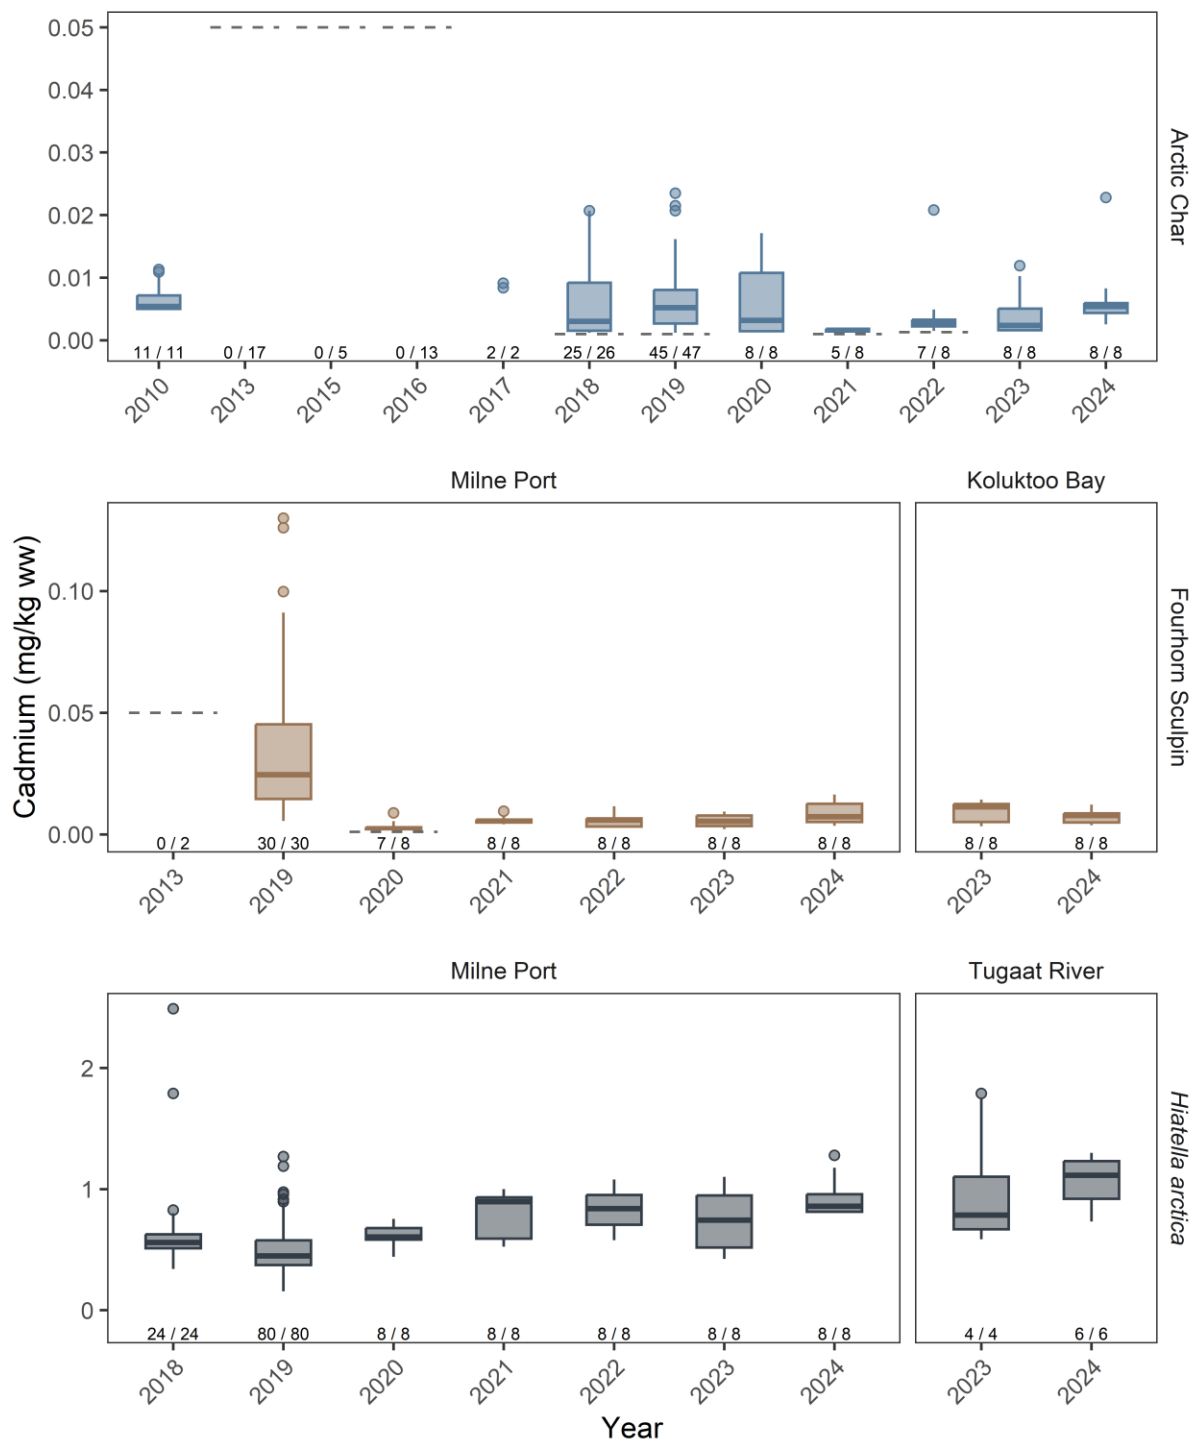 0.05
0.04
0.03
0.02
0.01
0.00
Arctic Char
11 / 11 0 / 17 0 / 5 0 / 13 2 / 2 25 / 26 45 / 47 8 / 8 5 / 8 7 / 8 8 / 8 8 / 8
2010 2013 2015 2016 2017 2018 2019 2020 2021 2022 2023 2024
Cadmium (mg/kg ww)
Milne Port Koluktoo Bay
0.10
0.05
0.00
Fourhorn Sculpin
0 / 2 30 / 30 7 / 8 8 / 8 8 / 8 8 / 8 8 / 8 8 / 8 8 / 8
2013 2019 2020 2021 2022 2023 2024 2023 2024
Milne Port Tugaat River
2
1
0
Hiatella arctica
24 / 24 80 / 80 8 / 8 8 / 8 8 / 8 8 / 8 8 / 8 4 / 4 6 / 6
2018 2019 2020 2021 2022 2023 2024 2023 2024
Year